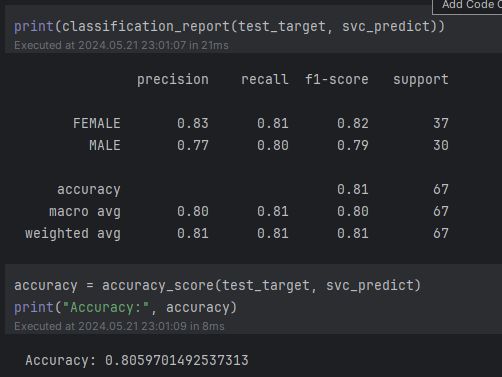 Add Code C
print(classification_report(test_target, svc_predict))
Executed at 2024.05.21 23:01:07 in 21ms
precision recall f1-score support
FEMALE 0.83 0.81 0.82 37
MALE 0.77 0.80 0.79 30
accuracy 0.81 67
macro avg 0.80 0.81 0.80 67
weighted avg 0.81 0.81 0.81 67
accuracy = accuracy_score(test_target, svc_predict)
print("Accuracy:", accuracy)
Executed at 2024.05.21 23:01:09 in 8ms
Accuracy: 0.8059701492537313